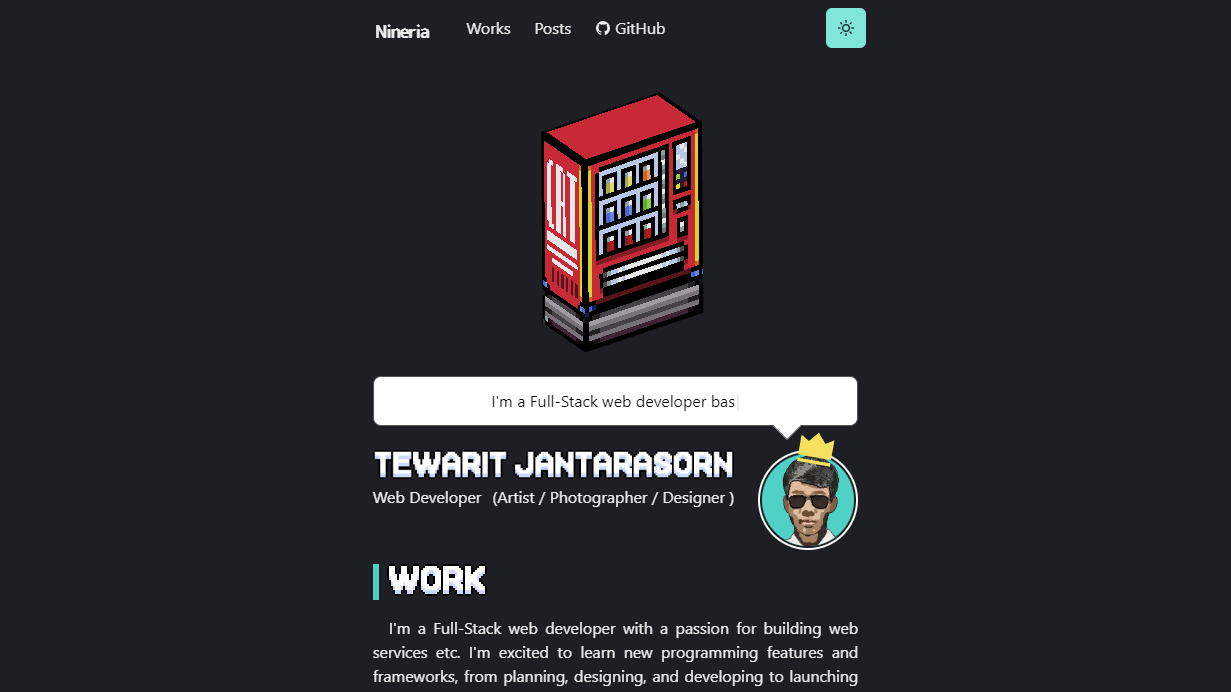 Nineria
Works
Posts
GitHub
I'm a Full-Stack web developer bas
TEWARIT JANTARASORN
Web Developer (Artist / Photographer / Designer )
WORK
I'm a Full-Stack web developer with a passion for building web
services etc. I'm excited to learn new programming features and
frameworks, from planning, designing, and developing to launching